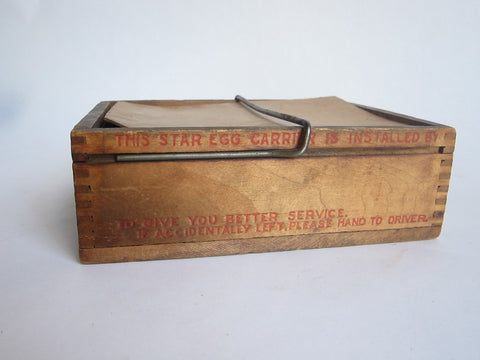 THIS STAR EGG CARRIER IS INSTALLED BY
TO GIVE YOU BETTER SERVICE.
IF ACCIDENTALLY LEFT, PLEASE HAND TO DRIVER.